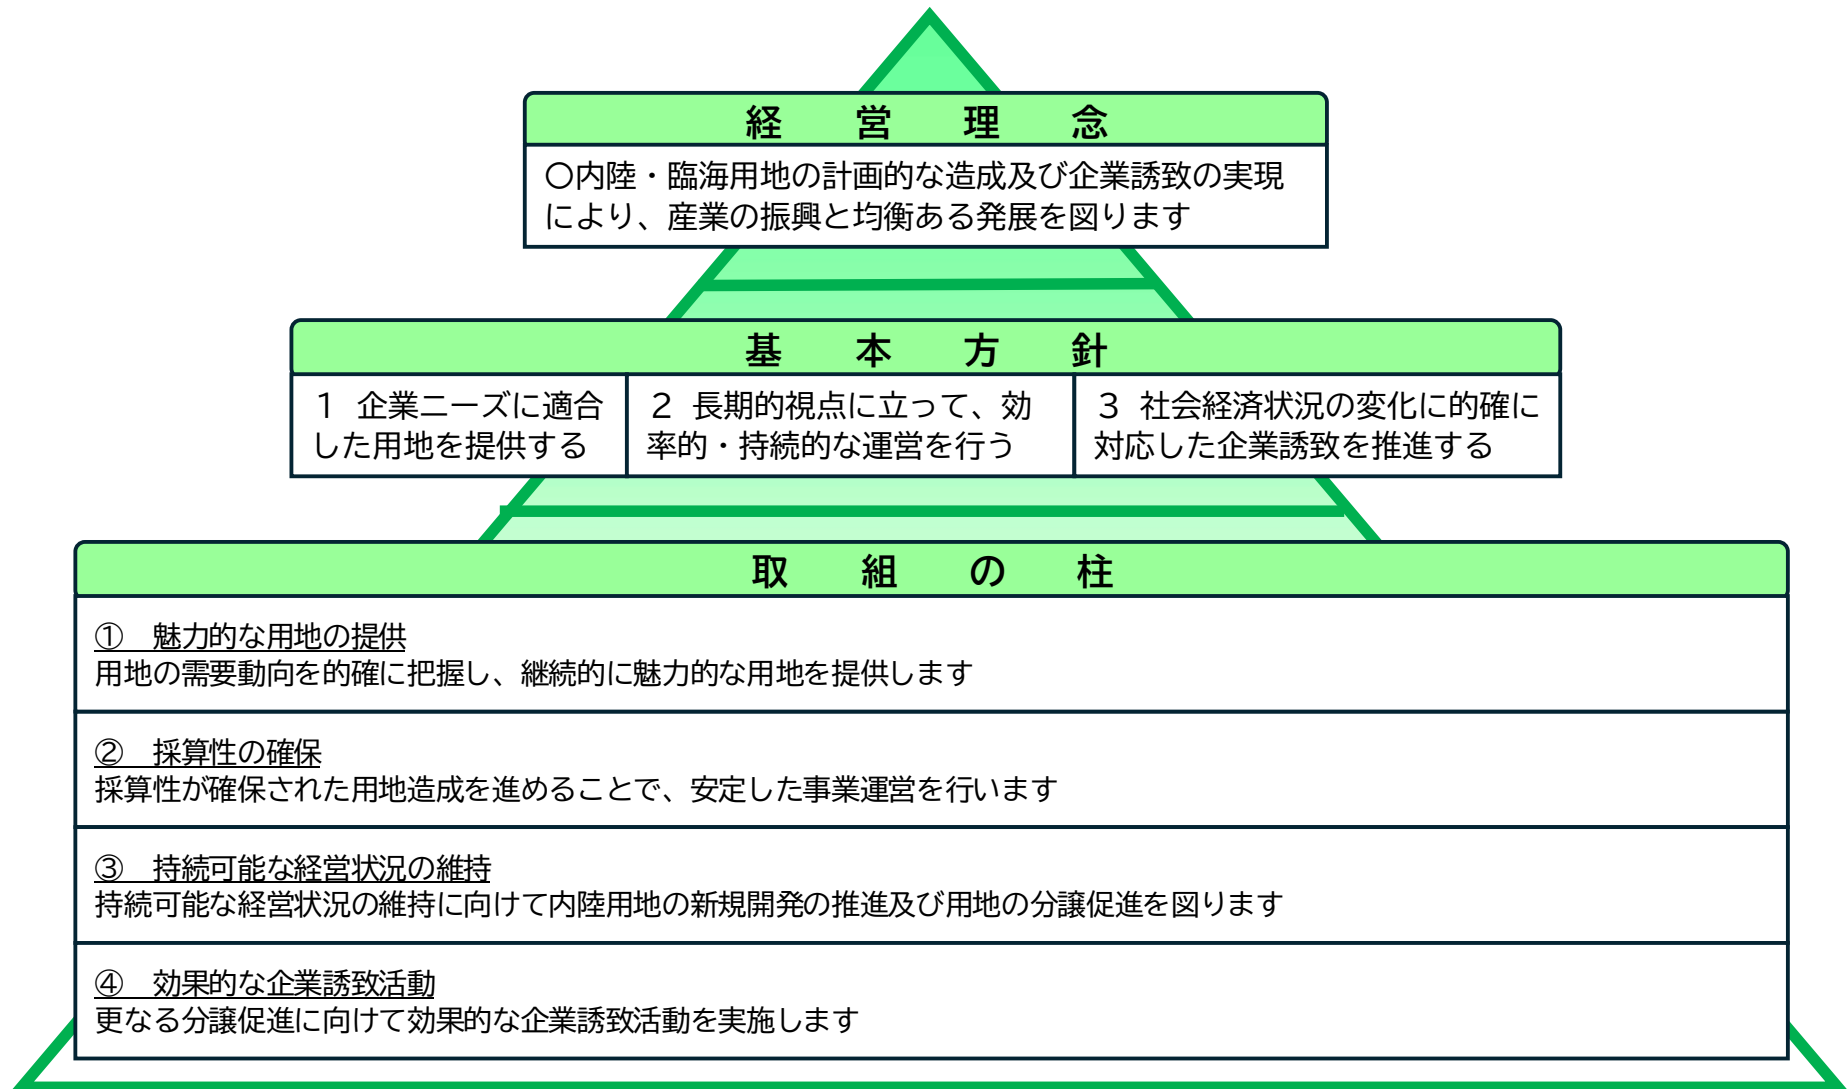 経営理念
〇内陸・臨海用地の計画的な造成及び企業誘致の実現
により、産業の振興と均衡ある発展を図ります
基本方針
１ 企業ニーズに適合
した用地を提供する
２ 長期的視点に立って、効
率的・持続的な運営を行う
３ 社会経済状況の変化に的確に
対応した企業誘致を推進する
取組の柱
① 魅力的な用地の提供
用地の需要動向を的確に把握し、継続的に魅力的な用地を提供します
② 採算性の確保
採算性が確保された用地造成を進めることで、安定した事業運営を行います
③ 持続可能な経営状況の維持
持続可能な経営状況の維持に向けて内陸用地の新規開発の推進及び用地の分譲促進を図ります
④ 効果的な企業誘致活動
更なる分譲促進に向けて効果的な企業誘致活動を実施します